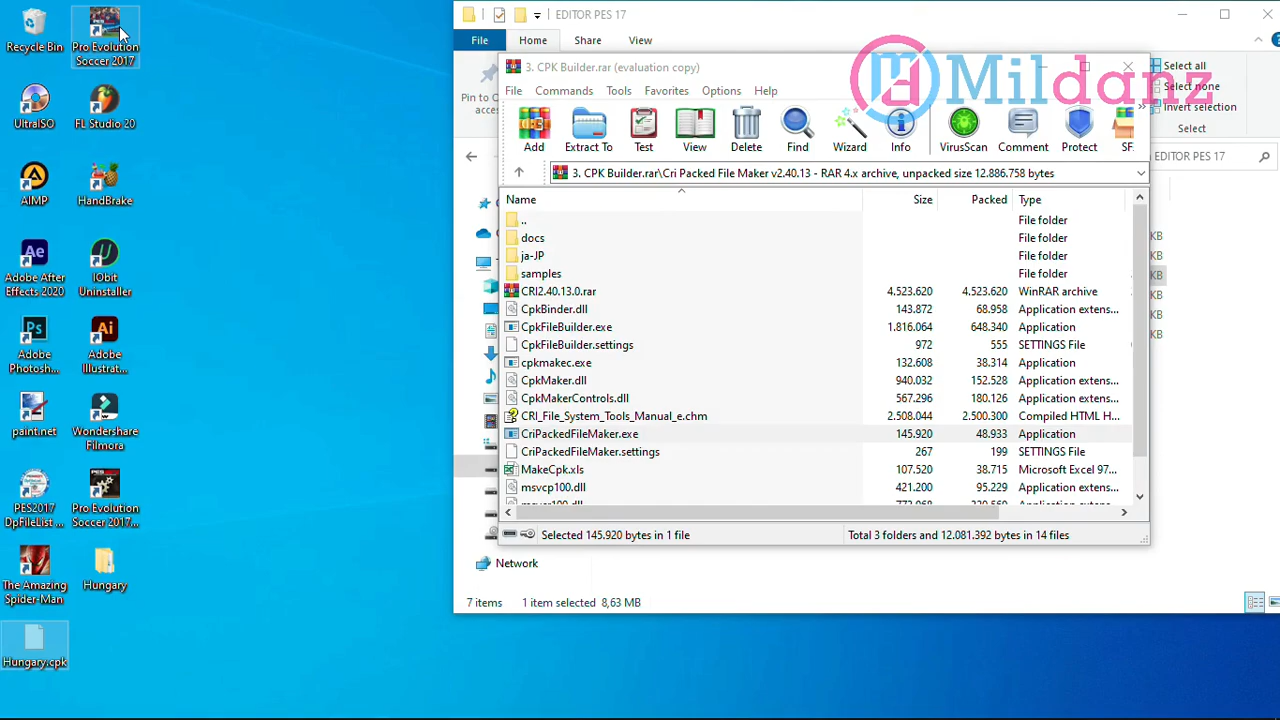 Recycle Bin
Pro Evolution
Soccer 2017
UltraISO
FL Studio 20
AIMP
HandBrake
Adobe After
Effects 2020
IObit
Uninstaller
Adobe
Photosh...
Adobe
Illustrat...
paint.net
Wondershare
Filmora
PES2017
DpFileList ...
Pro Evolution
Soccer 2017...
The Amazing
Spider-Man
Hungary
Hungary.cpk
EDITOR PES 17
File Home Share View
Pin to
acces
Select all
Select none
Invert selection
Select
EDITOR PES 17
Mildanz
3. CPK Builder.rar (evaluation copy)
File Commands Tools Favorites Options Help
Add Extract To Test View Delete Find Wizard Info VirusScan Comment Protect SF
3. CPK Builder.rar\Cri Packed File Maker v2.40.13 - RAR 4.x archive, unpacked size 12.886.758 bytes
Name Size Packed Type
.. File folder
docs File folder
ja-JP File folder
samples File folder
CRI2.40.13.0.rar 4.523.620 4.523.620 WinRAR archive
CpkBinder.dll 143.872 68.958 Application extens...
CpkFileBuilder.exe 1.816.064 648.340 Application
CpkFileBuilder.settings 972 555 SETTINGS File
cpkmakec.exe 132.608 38.314 Application
CpkMaker.dll 940.032 152.528 Application extens...
CpkMakerControls.dll 567.296 180.126 Application extens...
CRI_File_System_Tools_Manual_e.chm 2.508.044 2.500.300 Compiled HTML H...
CriPackedFileMaker.exe 145.920 48.933 Application
CriPackedFileMaker.settings 267 199 SETTINGS File
MakeCpk.xls 107.520 38.715 Microsoft Excel 97...
msvcp100.dll 421.200 95.229 Application extens...
Selected 145.920 bytes in 1 file
Total 3 folders and 12.081.392 bytes in 14 files
KB
KB
KB
KB
KB
KB
Network
7 items 1 item selected 8,63 MB